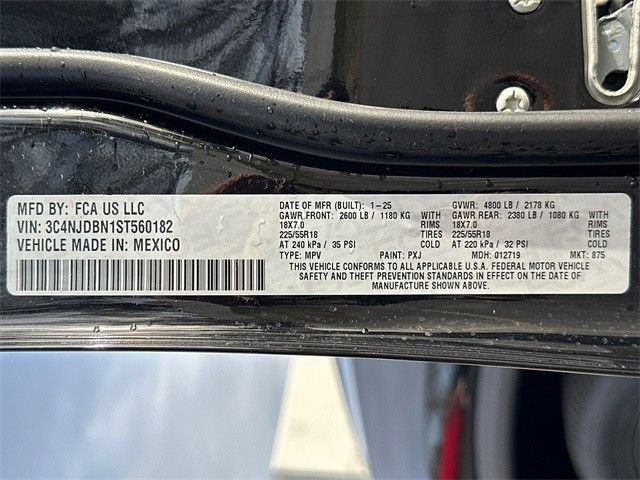 MFD BY: FCA US LLC
VIN: 3C4NJDBN1ST560182
VEHICLE MADE IN: MEXICO
DATE OF MFR (BUILT): 1-25 GVWR: 4800 LB / 2178 KG
GAWR,FRONT: 2600 LB / 1180 KG WITH GAWR REAR: 2380 LB / 1080 KG WITH
18X7.0 RIMS 18X7.0 RIMS
225/55R18 TIRES 225/55R18 TIRES
AT 240 kPa / 35 PSI COLD AT 220 kPa / 32 PSI COLD
TYPE: MPV PAINT: PXJ MDH: 012719 MKT: 875
THIS VEHICLE CONFORMS TO ALL APPLICABLE U.S.A. FEDERAL MOTOR VEHICLE
SAFETY AND THEFT PREVENTION STANDARDS IN EFFECT ON THE DATE OF
MANUFACTURE SHOWN ABOVE.